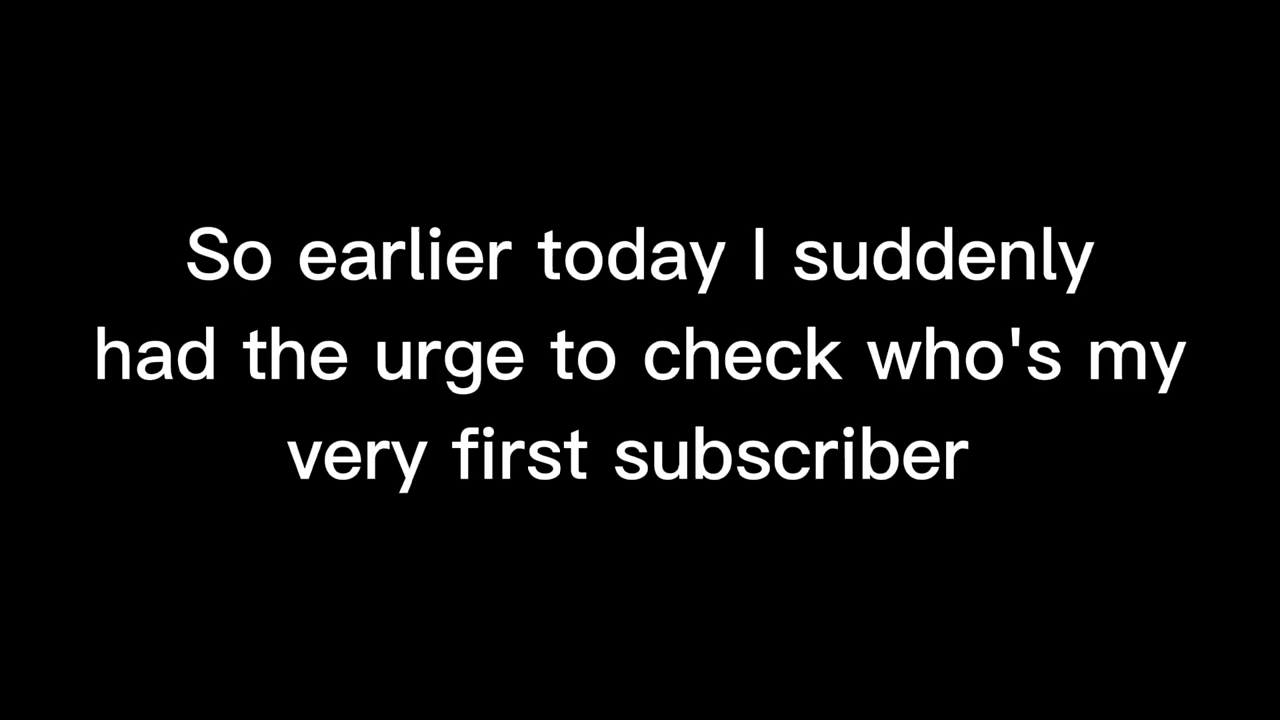 So earlier today I suddenly
had the urge to check who's my
very first subscriber